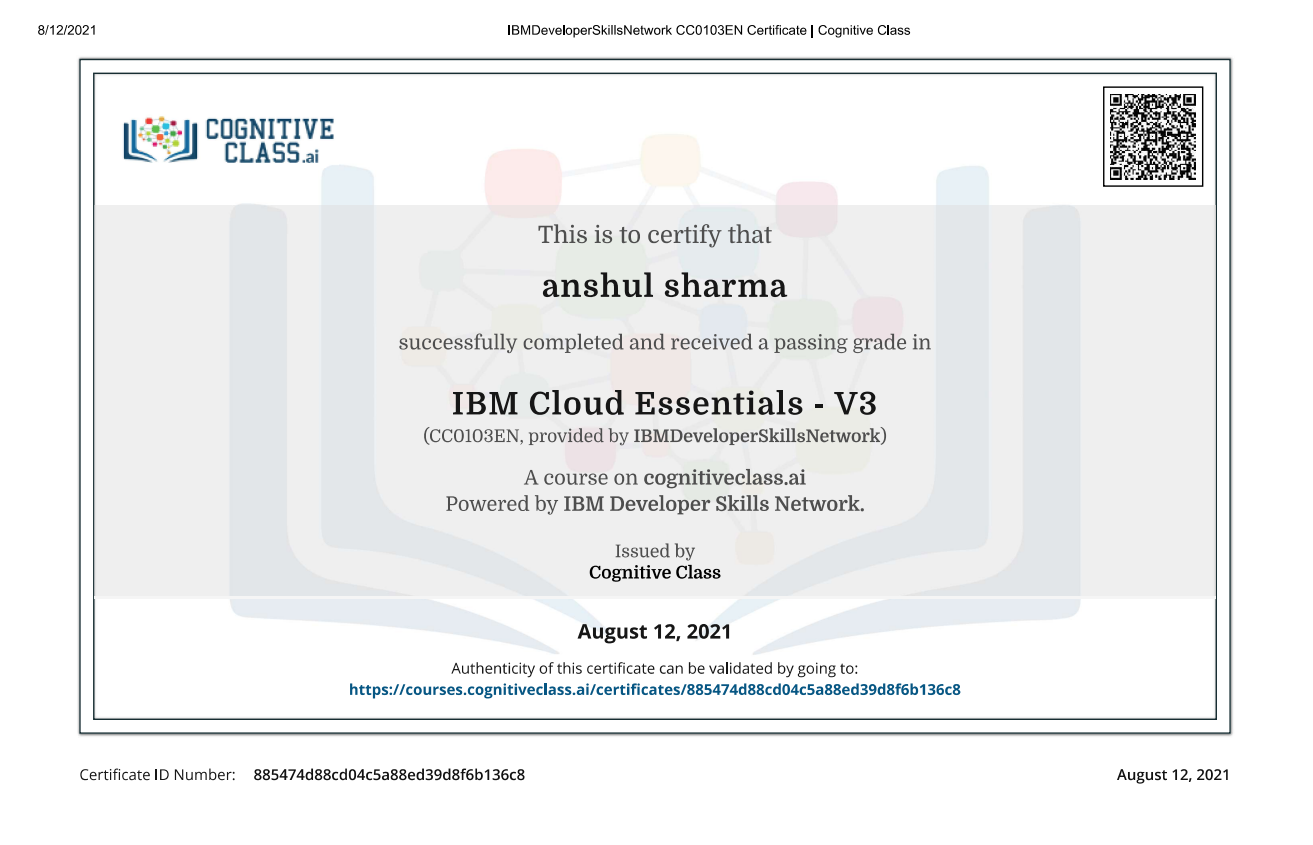 8/12/2021
IBMDeveloperSkillsNetwork CC0103EN Certificate | Cognitive Class
COGNITIVE
CLASS.ai
This is to certify that
anshul sharma
successfully completed and received a passing grade in
IBM Cloud Essentials - V3
(CC0103EN, provided by IBMDeveloperSkillsNetwork)
A course on cognitiveclass.ai
Powered by IBM Developer Skills Network.
Issued by
Cognitive Class
August 12, 2021
Authenticity of this certificate can be validated by going to:
https://courses.cognitiveclass.ai/certificates/885474d88cd04c5a88ed39d8f6b136c8
Certificate ID Number: 885474d88cd04c5a88ed39d8f6b136c8
August 12, 2021